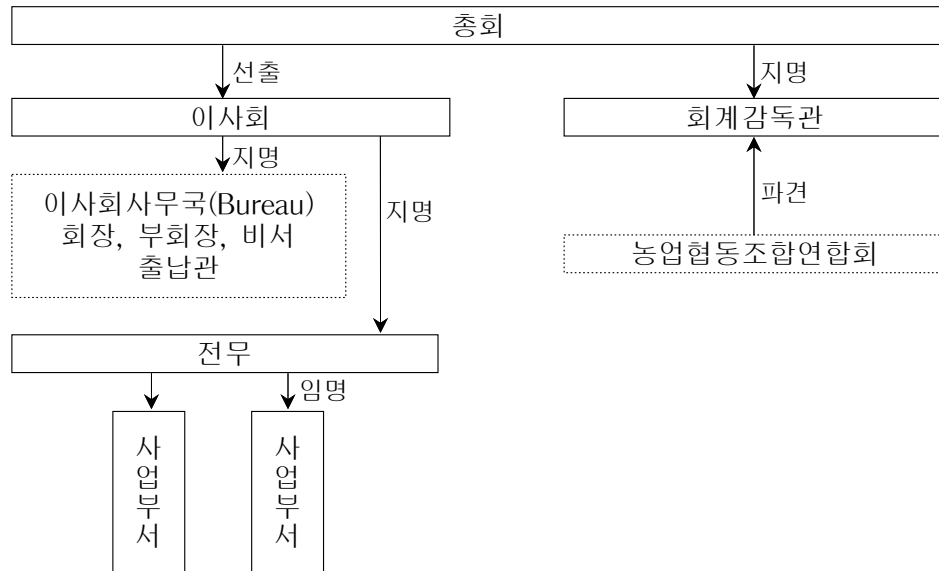 총회
선출
지명
이사회
회계감독관
지명
이사회사무국(Bureau)
회장, 부회장, 비서
출납관
지명
파견
농업협동조합연합회
전무
임명
사업부서
사업부서